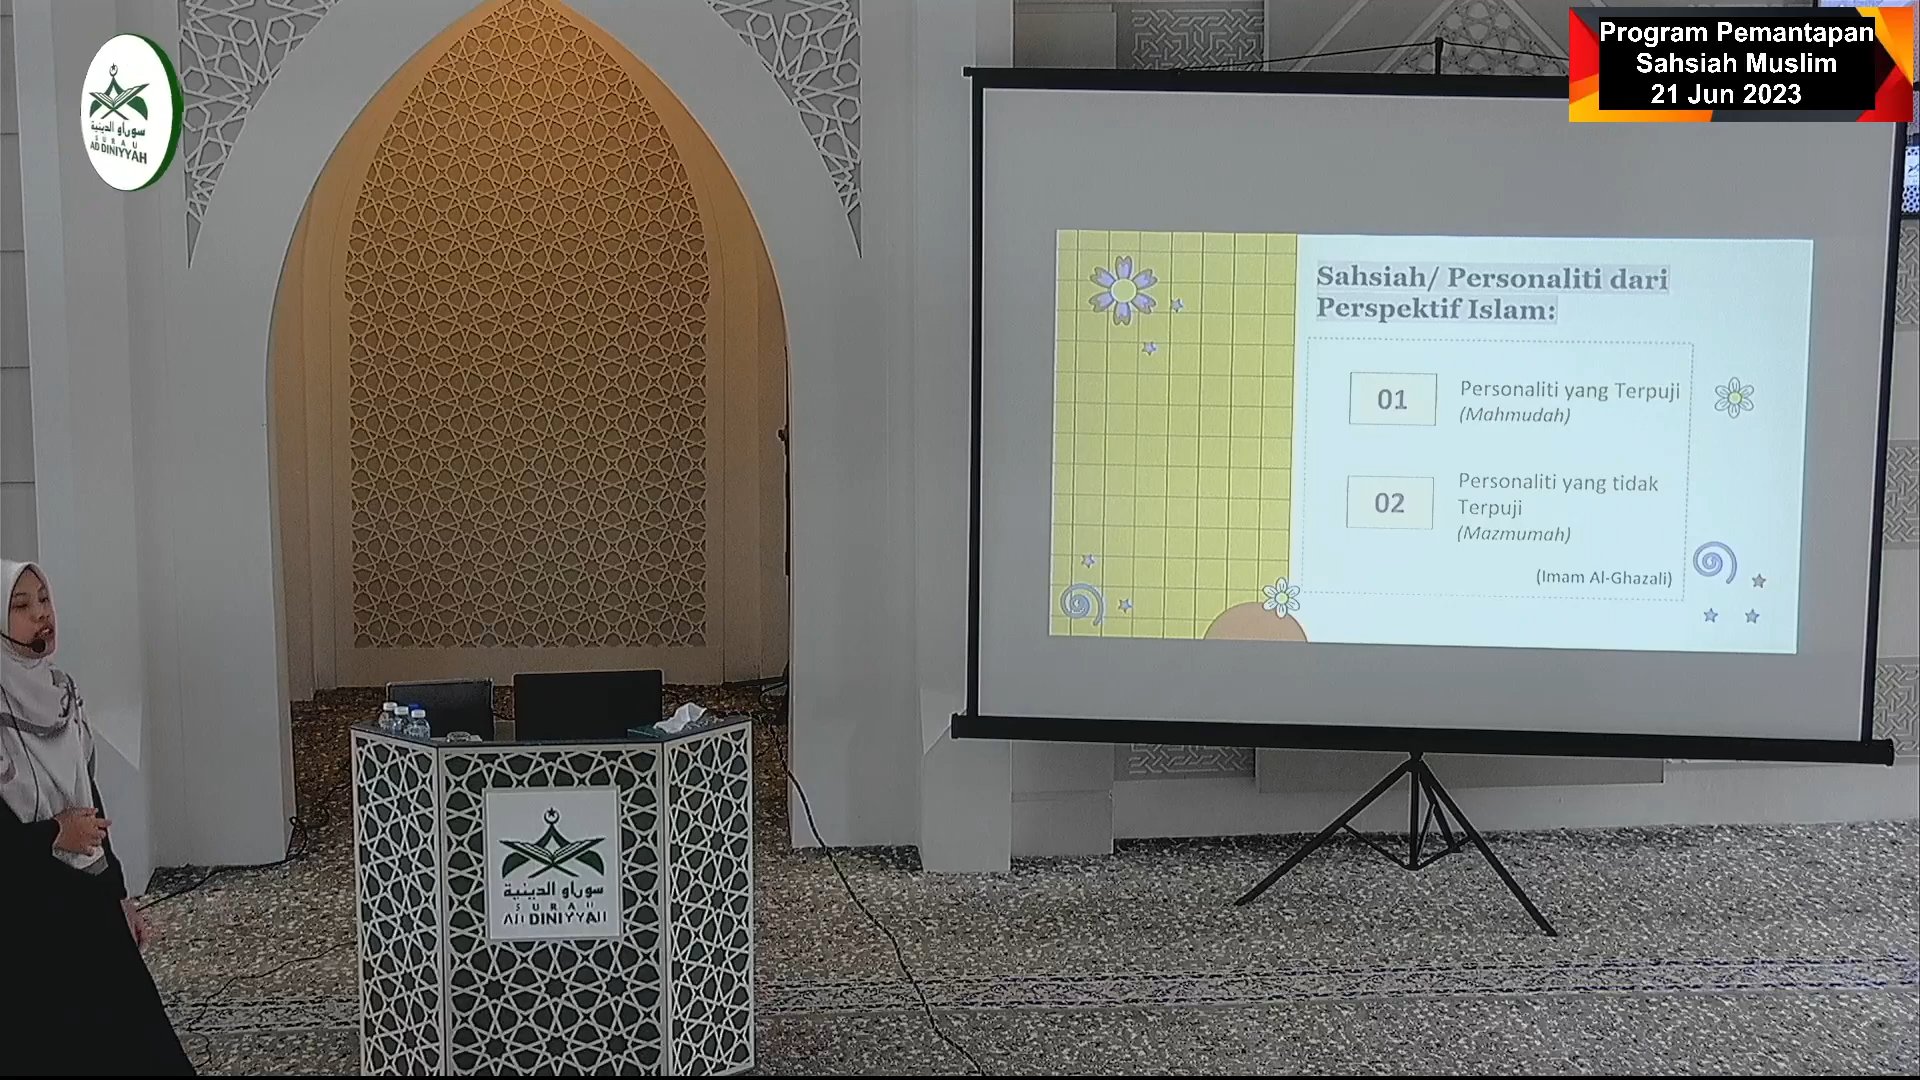 Program Pemantapan
Sahsiah Muslim
21 Jun 2023
سوراو الدينية
SURAU
AD DINIYYAH
Sahsiah/ Personaliti dari
Perspektif Islam:
01
Personaliti yang Terpuji
(Mahmudah)
02
Personaliti yang tidak
Terpuji
(Mazmumah)
(Imam Al-Ghazali)
سوراو الدينية
SURAU
AD DINIYYAH